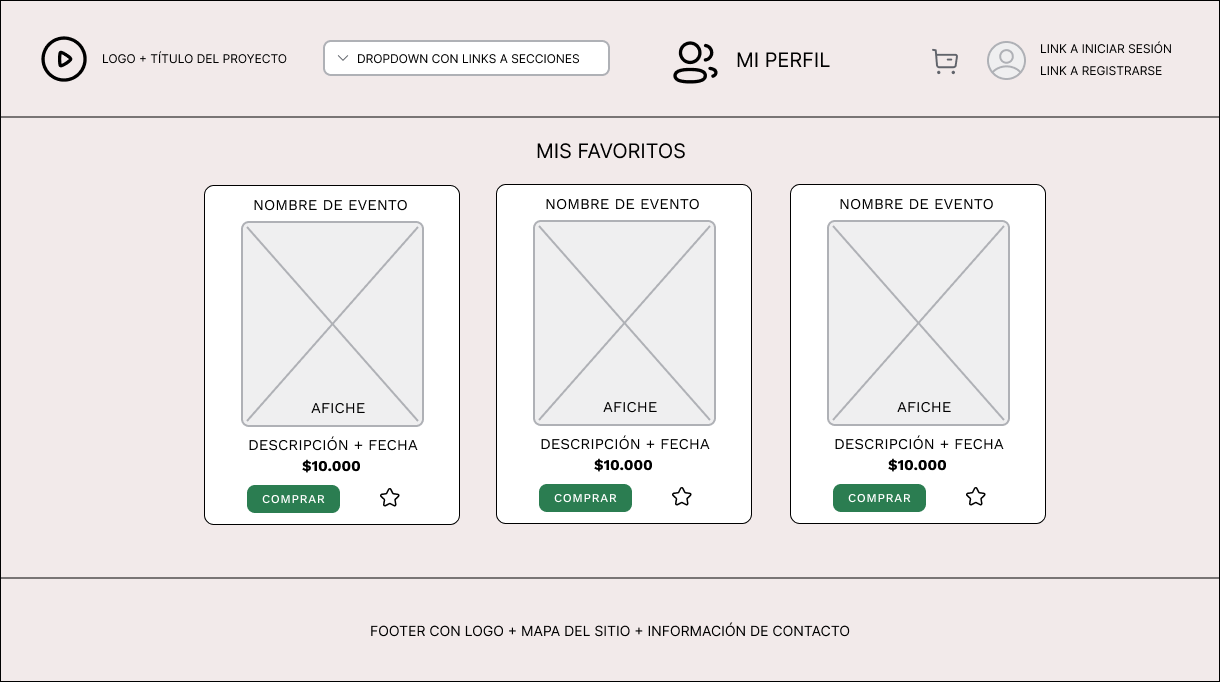 LOGO + TÍTULO DEL PROYECTO
DROPDOWN CON LINKS A SECCIONES
MI PERFIL
LINK A INICIAR SESIÓN
LINK A REGISTRARSE
MIS FAVORITOS
NOMBRE DE EVENTO
AFICHE
DESCRIPCIÓN + FECHA
$10.000
COMPRAR
NOMBRE DE EVENTO
AFICHE
DESCRIPCIÓN + FECHA
$10.000
COMPRAR
NOMBRE DE EVENTO
AFICHE
DESCRIPCIÓN + FECHA
$10.000
COMPRAR
FOOTER CON LOGO + MAPA DEL SITIO + INFORMACIÓN DE CONTACTO